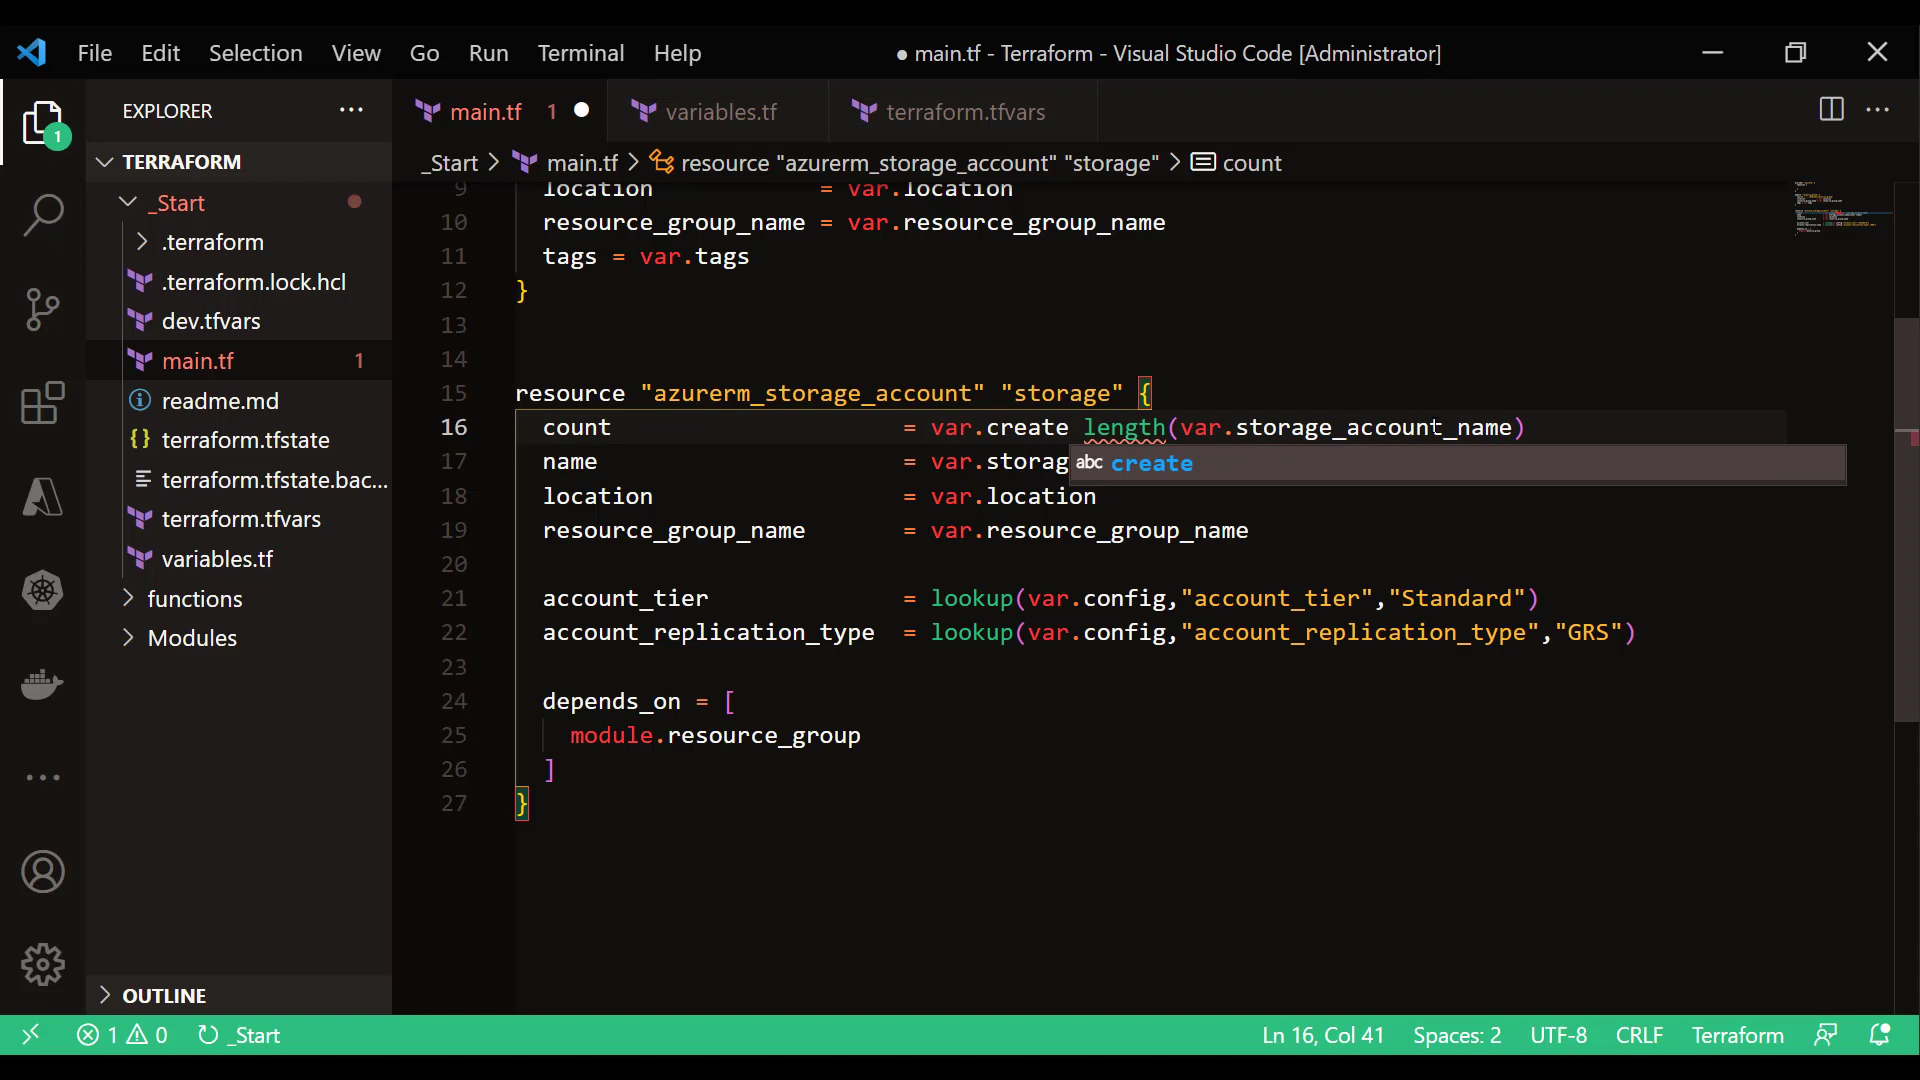 File Edit Selection View Go Run Terminal Help
● main.tf - Terraform - Visual Studio Code [Administrator]
EXPLORER
main.tf 1
variables.tf
terraform.tfvars
1
TERRAFORM
_Start > main.tf > resource "azurerm_storage_account" "storage" > count
_Start
.terraform
.terraform.lock.hcl
dev.tfvars
main.tf 1
readme.md
terraform.tfstate
terraform.tfstate.bac...
terraform.tfvars
variables.tf
functions
Modules
OUTLINE
9 location = var.location
10 resource_group_name = var.resource_group_name
11 tags = var.tags
12 }
13
14
15 resource "azurerm_storage_account" "storage" {
16 count = var.create length(var.storage_account_name)
17 name = var.storag
abc create
18 location = var.location
19 resource_group_name = var.resource_group_name
20
21 account_tier = lookup(var.config,"account_tier","Standard")
22 account_replication_type = lookup(var.config,"account_replication_type","GRS")
23
24 depends_on = [
25 module.resource_group
26 ]
27 }
1 0 _Start
Ln 16, Col 41 Spaces: 2 UTF-8 CRLF Terraform